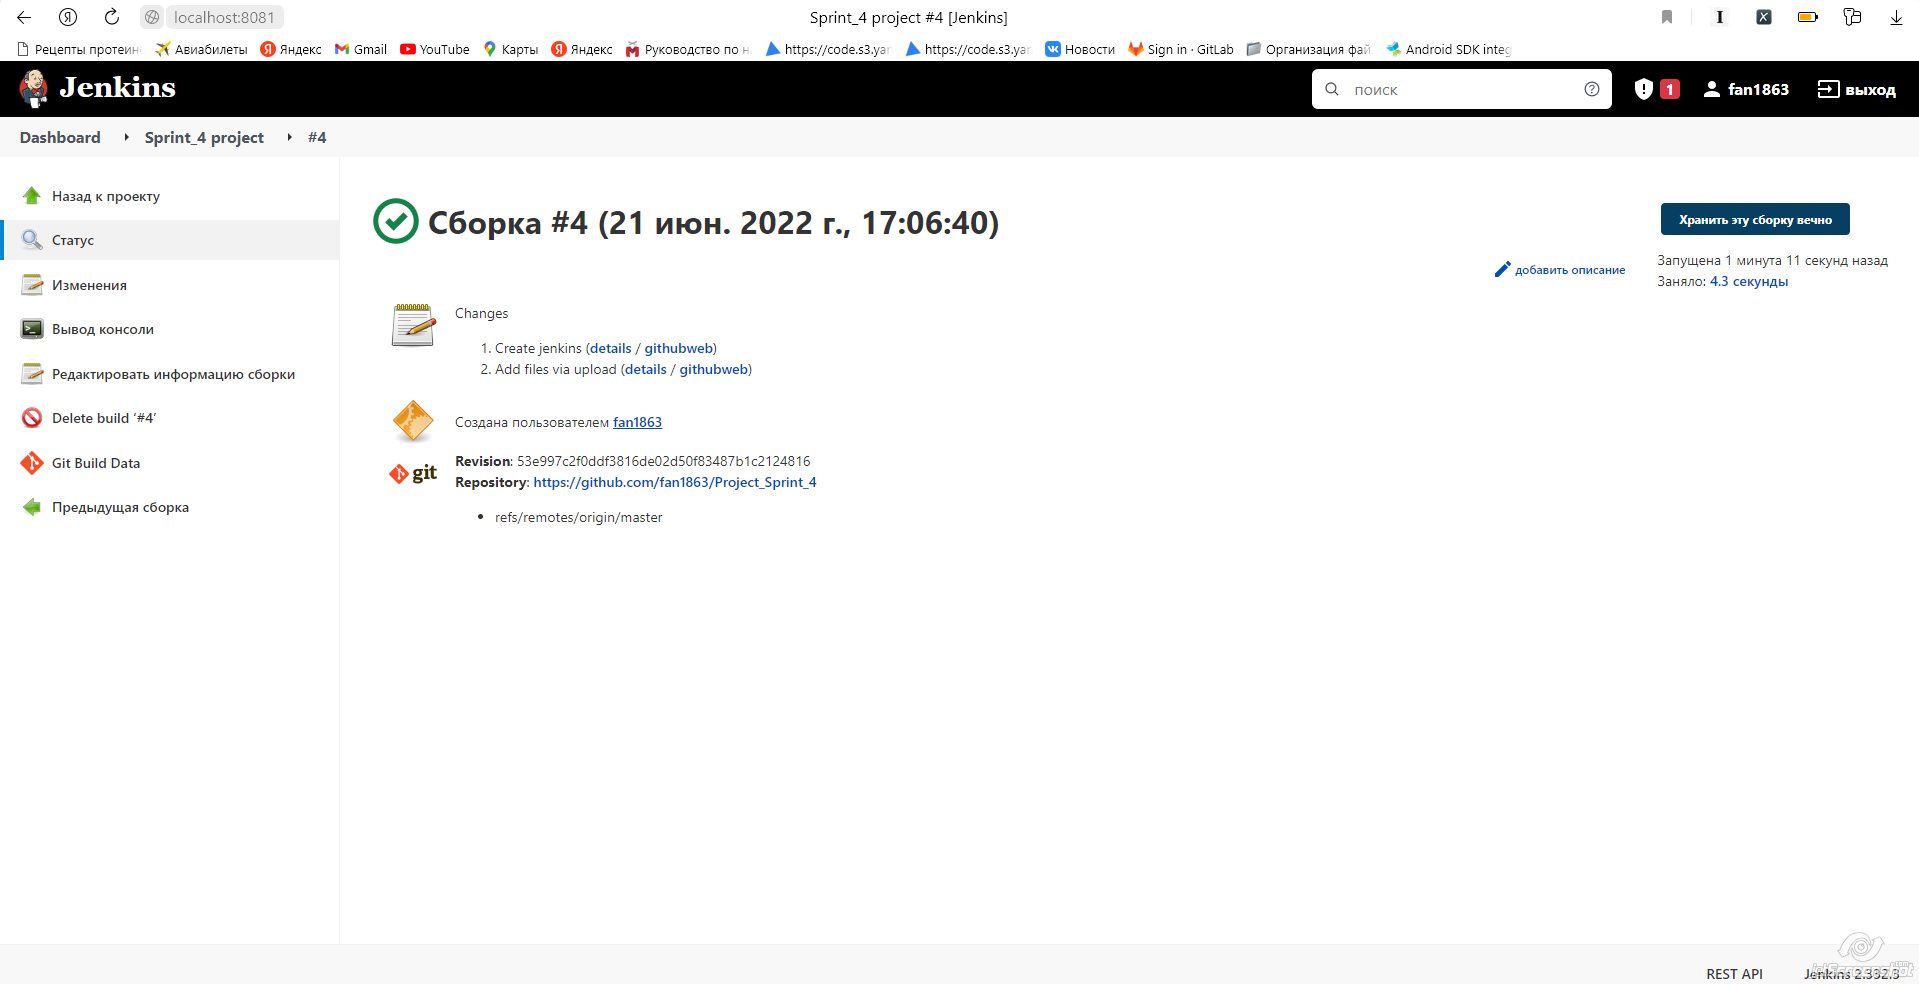 localhost:8081
Sprint_4 project #4 [Jenkins]
Рецепты протеин
Авиабилеты
Яндекс
Gmail
YouTube
Карты
Яндекс
Руководство по н
https://code.s3.yar
https://code.s3.yar
Новости
Sign in · GitLab
Организация фай
Android SDK integ
Jenkins
поиск
1
fan1863
выход
Dashboard
Sprint_4 project
#4
Назад к проекту
Статус
Изменения
Вывод консоли
Редактировать информацию сборки
Delete build ‘#4’
Git Build Data
Предыдущая сборка
Сборка #4 (21 июн. 2022 г., 17:06:40)
Хранить эту сборку вечно
добавить описание
Запущена 1 минута 11 секунд назад
Заняло: 4.3 секунды
Changes
1. Create jenkins (details / githubweb)
2. Add files via upload (details / githubweb)
Создана пользователем fan1863
git
Revision: 53e997c2f0ddf3816de02d50f83487b1c2124816
Repository: https://github.com/fan1863/Project_Sprint_4
• refs/remotes/origin/master
REST API
Jenkins 2.332.3